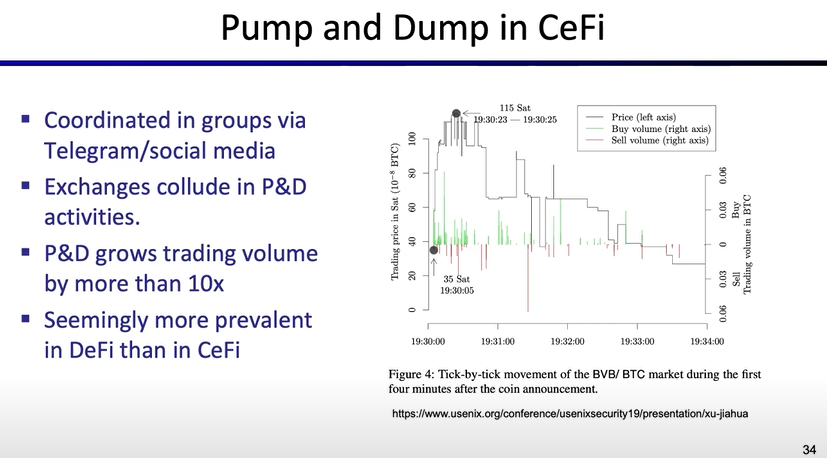 Pump and Dump in CeFi
Coordinated in groups via
Telegram/social media
Exchanges collude in P&D
activities.
P&D grows trading volume
by more than 10x
Seemingly more prevalent
in DeFi than in CeFi
115 Sat
19:30:23 — 19:30:25
Price (left axis)
Buy volume (right axis)
Sell volume (right axis)
Trading price in Sat (10⁻⁸ BTC)
100
80
60
40
20
0
35 Sat
19:30:05
0.06
0.03
0
0.03
0.06
Buy
Sell
Trading volume in BTC
19:30:00
19:31:00
19:32:00
19:33:00
19:34:00
Figure 4: Tick-by-tick movement of the BVB/ BTC market during the first
four minutes after the coin announcement.
https://www.usenix.org/conference/usenixsecurity19/presentation/xu-jiahua
34